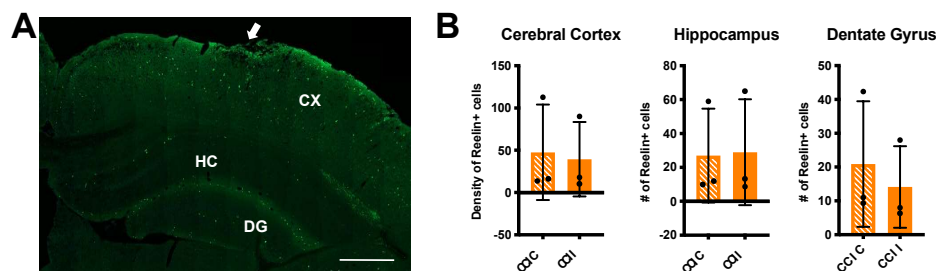 A
CX
HC
DG
B
Cerebral Cortex
Density of Reelin+ cells
150
100
50
0
-50
CCI C
CCI I
Hippocampus
# of Reelin+ cells
80
60
40
20
0
-20
CCI C
CCI I
Dentate Gyrus
# of Reelin+ cells
50
40
30
20
10
0
CCI C
CCI I